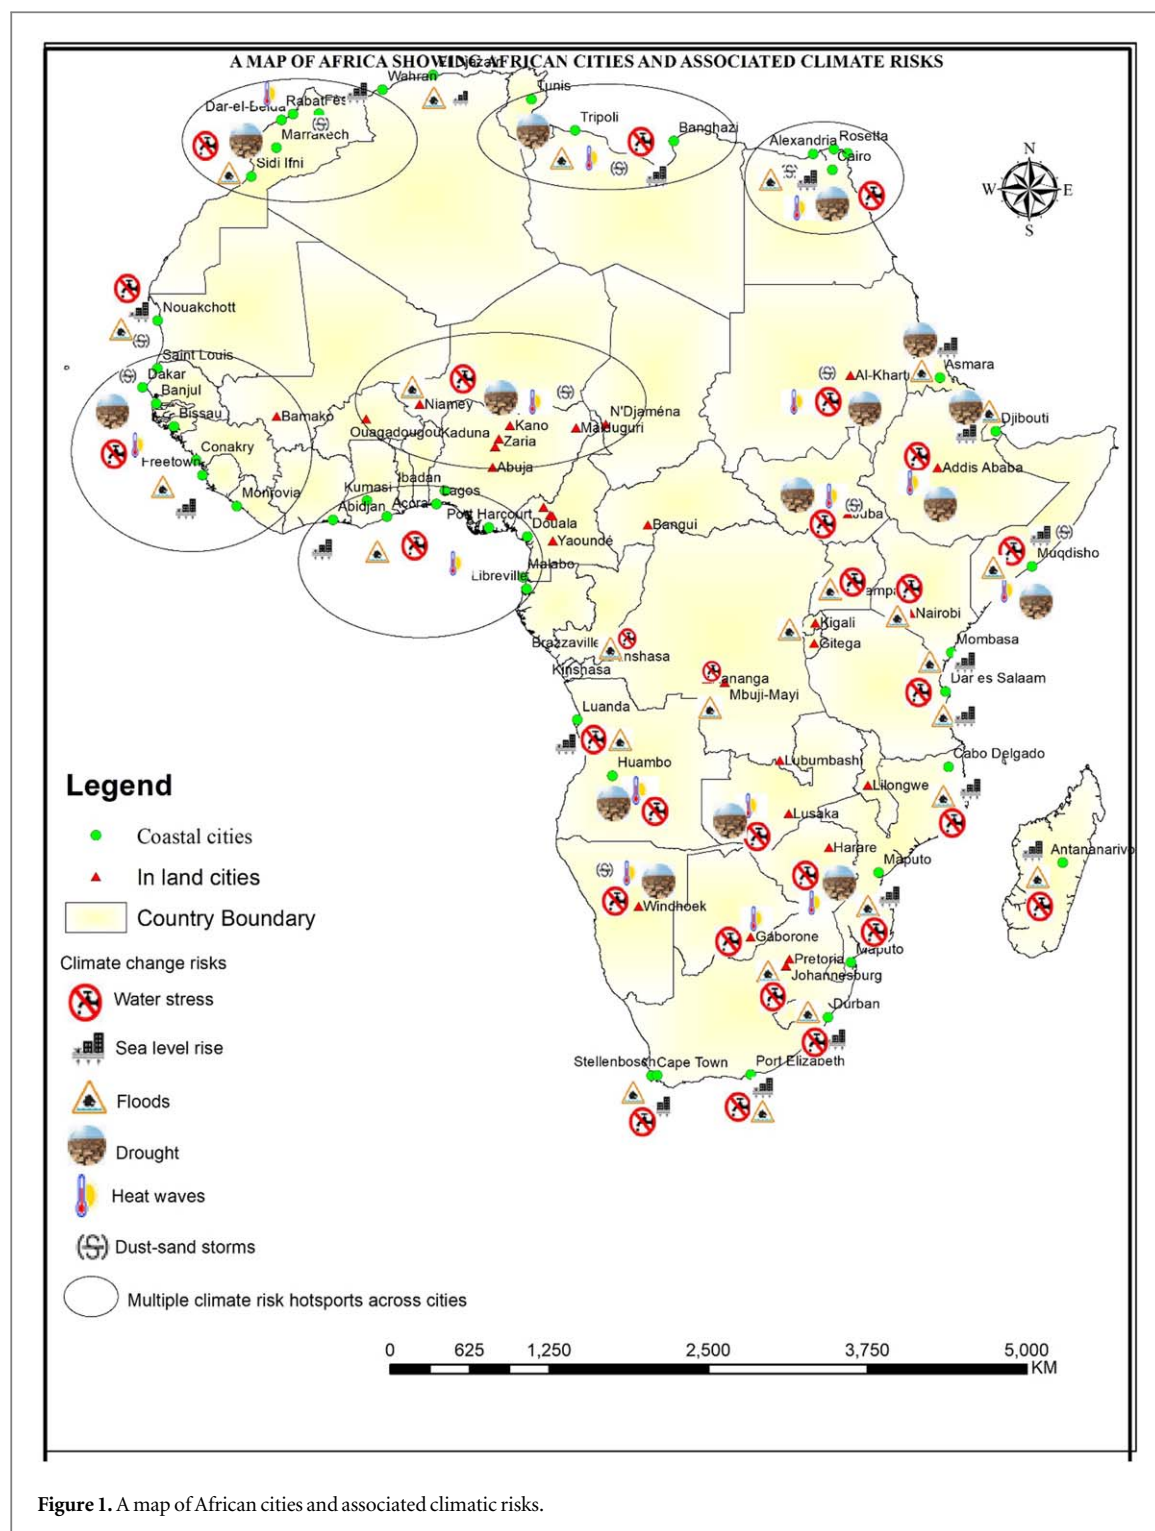 A MAP OF AFRICA SHOWING AFRICAN CITIES AND ASSOCIATED CLIMATE RISKS
Wahran
Tunis
Dar-el-Beida
Rabat
Fès
Tripoli
Marrakech
Banghazi
Alexandria
Rosetta
Cairo
Sidi Ifni
N
W
E
S
Nouakchott
Saint Louis
Dakar
Banjul
Bissau
Bamako
Niamey
Ouagadougou
Kaduna
Kano
Zaria
Maiduguri
N'Djaména
Abuja
Al-Khartu
Asmara
Djibouti
Addis Ababa
Conakry
Freetown
Monrovia
Kumasi
Ibadan
Lagos
Abidjan
Accra
Port Harcourt
Douala
Yaoundé
Bangui
Juba
Malabo
Libreville
Muqdisho
Kampa
Nairobi
Kigali
Gitega
Brazzaville
Kinshasa
nshasa
Mombasa
ananga
Mbuji-Mayi
Dar es Salaam
Luanda
Huambo
Lubumbashi
Cabo Delgado
Lilongwe
Lusaka
Harare
Maputo
Antananarivo
Windhoek
Gaborone
Pretoria
Johannesburg
Maputo
Durban
Stellenbosch
Cape Town
Port Elizabeth
Legend
Coastal cities
In land cities
Country Boundary
Climate change risks
Water stress
Sea level rise
Floods
Drought
Heat waves
Dust-sand storms
Multiple climate risk hotsports across cities
0 625 1,250 2,500 3,750 5,000
KM
Figure 1. A map of African cities and associated climatic risks.